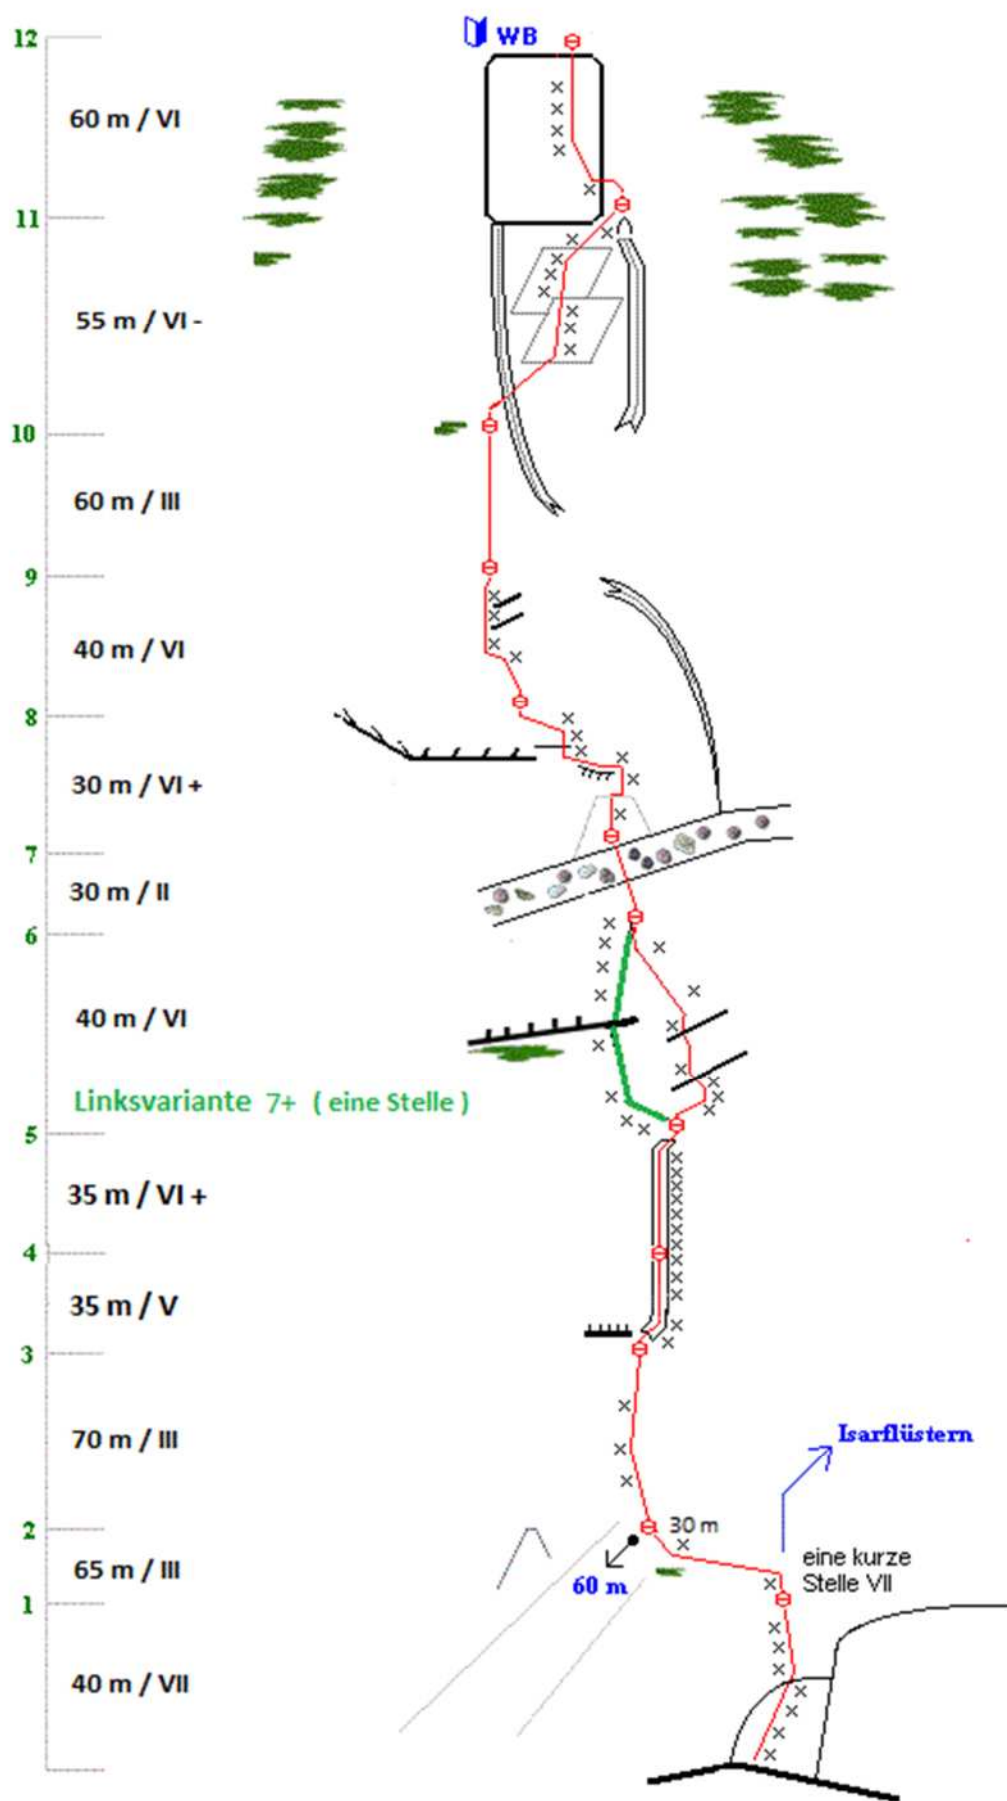 12
WB
60 m / VI
11
55 m / VI -
10
60 m / III
9
40 m / VI
8
30 m / VI +
7
30 m / II
6
40 m / VI
Linksvariante 7+ ( eine Stelle )
5
35 m / VI +
4
35 m / V
3
70 m / III
Isarflüstern
2
30 m
65 m / III
60 m
eine kurze
Stelle VII
1
40 m / VII